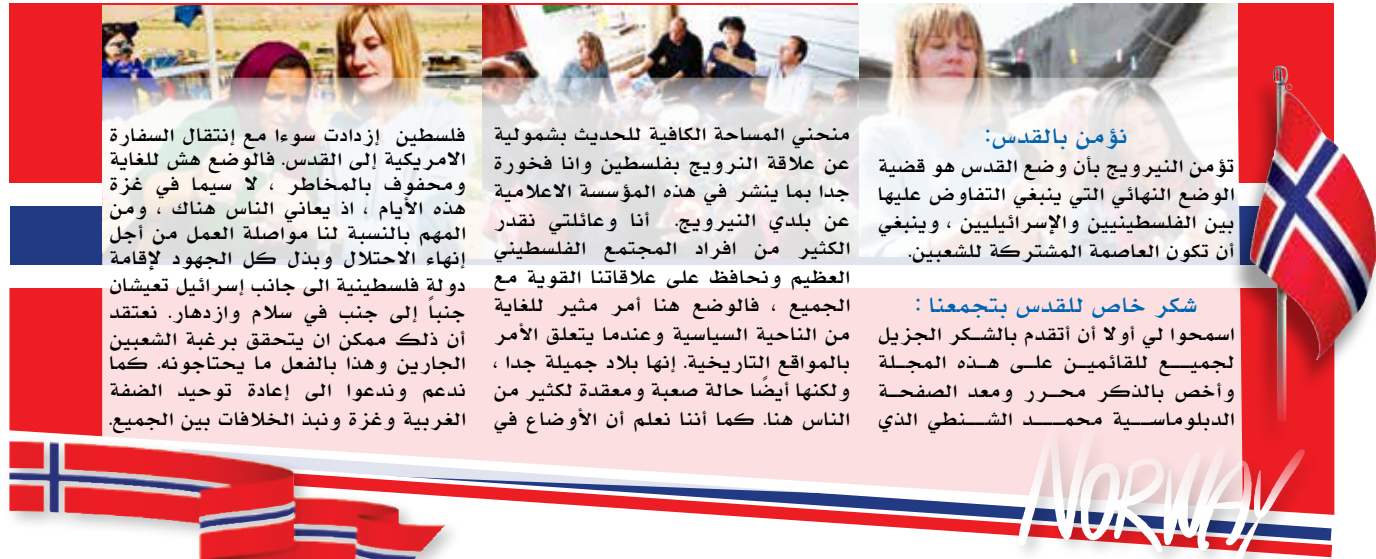 نؤمن بالقدس:
تؤمن النيرويج بأن وضع القدس هو قضية
الوضع النهائي التي ينبغي التفاوض عليها
بين الفلسطينيين والإسرائيليين ، وينبغي
أن تكون العاصمة المشتركة للشعبين.
شكر خاص للقدس بتجمعنا :
اسمحوا لي أولا أن أتقدم بالشكر الجزيل
لجميع للقائمين على هذه المجلة
وأخص بالذكر محرر ومعد الصفحة
الدبلوماسية محمد الشنطي الذي
منحني المساحة الكافية للحديث بشمولية
عن علاقة النرويج بفلسطين وانا فخورة
جدا بما ينشر في هذه المؤسسة الاعلامية
عن بلدي النيرويج. أنا وعائلتي نقدر
الكثير من افراد المجتمع الفلسطيني
العظيم ونحافظ على علاقاتنا القوية مع
الجميع ، فالوضع هنا أمر مثير للغاية
من الناحية السياسية وعندما يتعلق الأمر
بالمواقع التاريخية. إنها بلاد جميلة جدا ،
ولكنها أيضًا حالة صعبة ومعقدة لكثير من
الناس هنا. كما أننا نعلم أن الأوضاع في
فلسطين إزدادت سوءا مع إنتقال السفارة
الامريكية إلى القدس. فالوضع هش للغاية
ومحفوف بالمخاطر ، لا سيما في غزة
هذه الأيام ، اذ يعاني الناس هناك ، ومن
المهم بالنسبة لنا مواصلة العمل من أجل
إنهاء الاحتلال وبذل كل الجهود لإقامة
دولة فلسطينية الى جانب إسرائيل تعيشان
جنباً إلى جنب في سلام وازدهار. نعتقد
أن ذلك ممكن ان يتحقق برغبة الشعبين
الجارين وهذا بالفعل ما يحتاجونه. كما
ندعم وندعوا الى إعادة توحيد الضفة
الغربية وغزة ونبذ الخلافات بين الجميع.
NORWAY